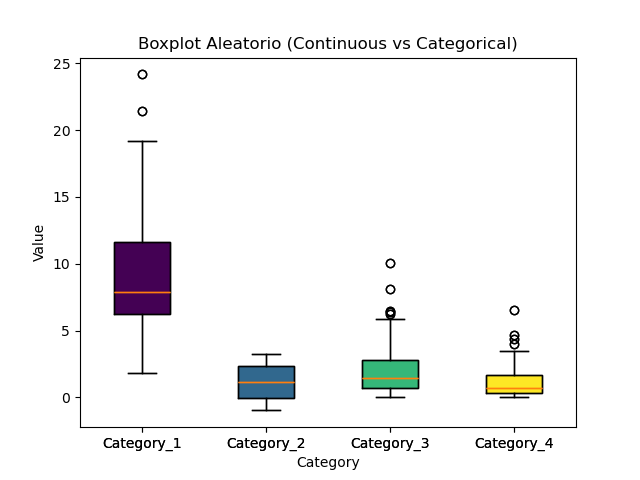 Boxplot Aleatorio (Continuous vs Categorical)
25
20
15
10
5
0
Value
Category_1 Category_2 Category_3 Category_4
Category